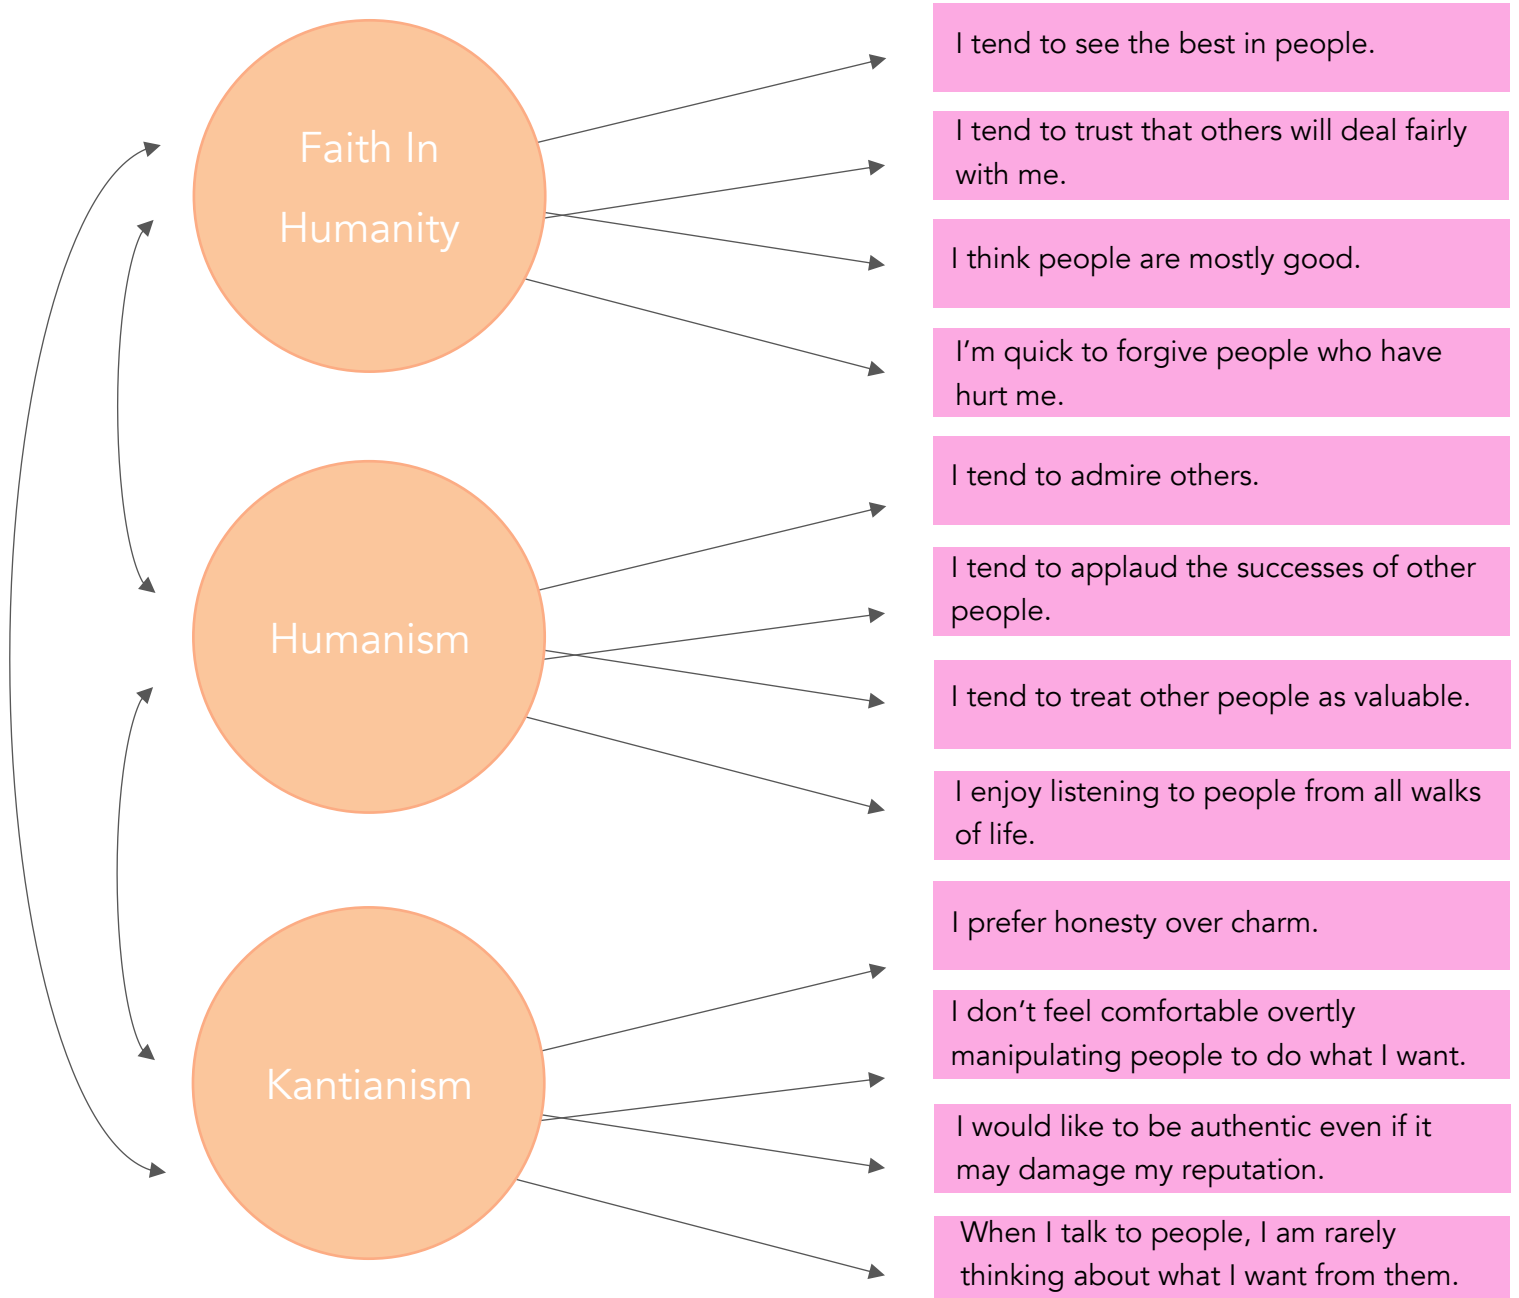 Faith In
Humanity
I tend to see the best in people.
I tend to trust that others will deal fairly
with me.
I think people are mostly good.
I’m quick to forgive people who have
hurt me.
Humanism
I tend to admire others.
I tend to applaud the successes of other
people.
I tend to treat other people as valuable.
I enjoy listening to people from all walks
of life.
Kantianism
I prefer honesty over charm.
I don’t feel comfortable overtly
manipulating people to do what I want.
I would like to be authentic even if it
may damage my reputation.
When I talk to people, I am rarely
thinking about what I want from them.